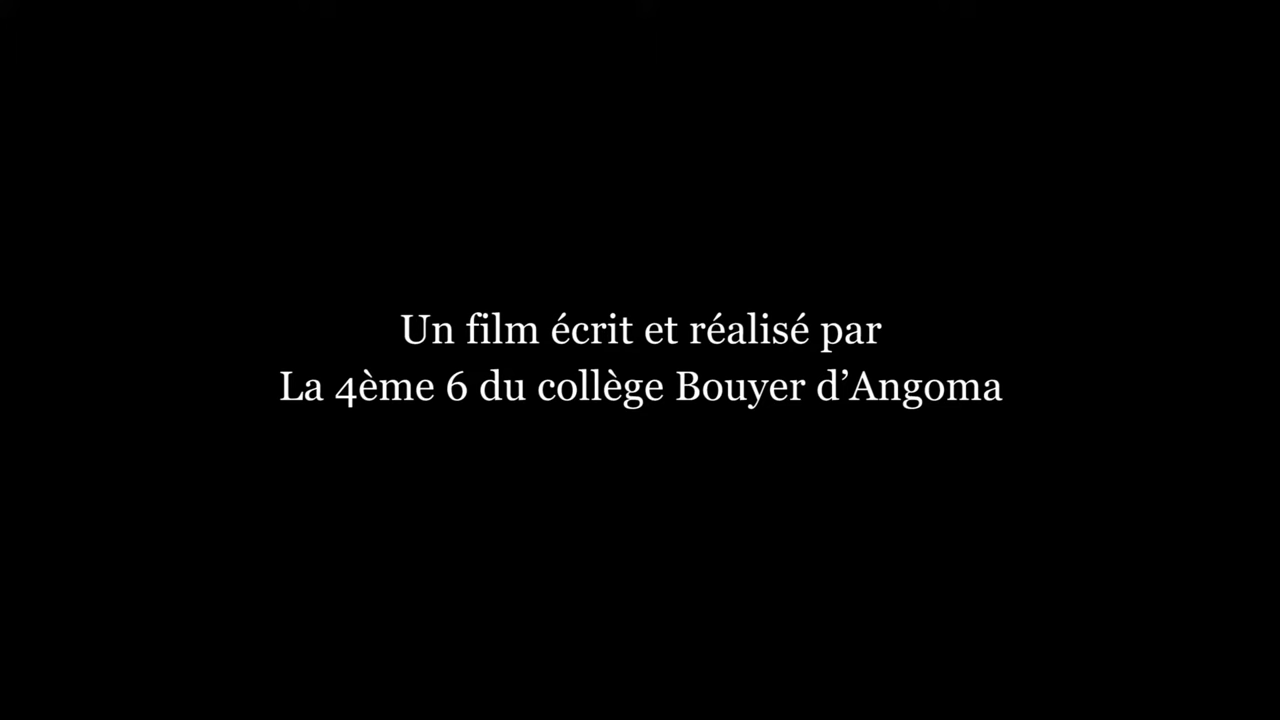 Un film écrit et réalisé par
La 4ème 6 du collège Bouyer d’Angoma